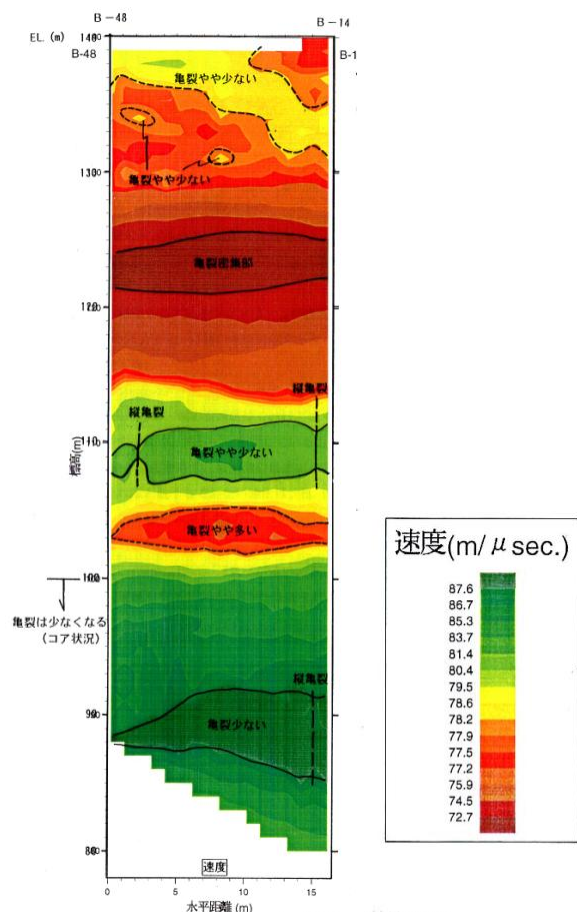 B-48
B-14
EL. (m)
140
B-48
B-1
亀裂やや少ない
130
亀裂やや少ない
亀裂密集部
120
縦亀裂
縦亀裂
110
標高(m)
亀裂やや少ない
亀裂やや多い
100
亀裂は少なくなる
(コア状況)
縦亀裂
90
亀裂少ない
80
速度
0 5 10 15
水平距離 (m)
速度(m/μsec.)
87.6
86.7
85.3
83.7
81.4
80.4
79.5
78.6
78.2
77.9
77.5
77.2
75.9
74.5
72.7